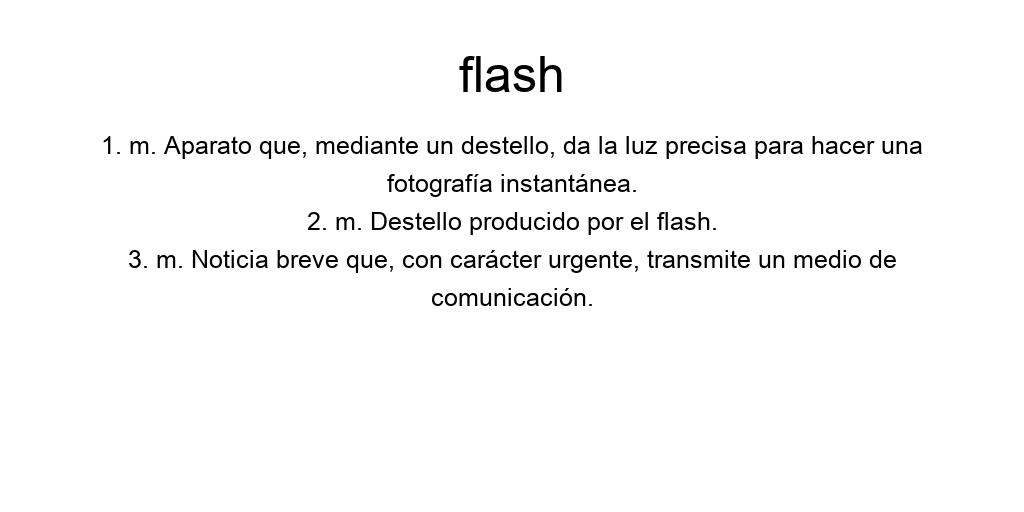 flash
1. m. Aparato que, mediante un destello, da la luz precisa para hacer una
fotografía instantánea.
2. m. Destello producido por el flash.
3. m. Noticia breve que, con carácter urgente, transmite un medio de
comunicación.